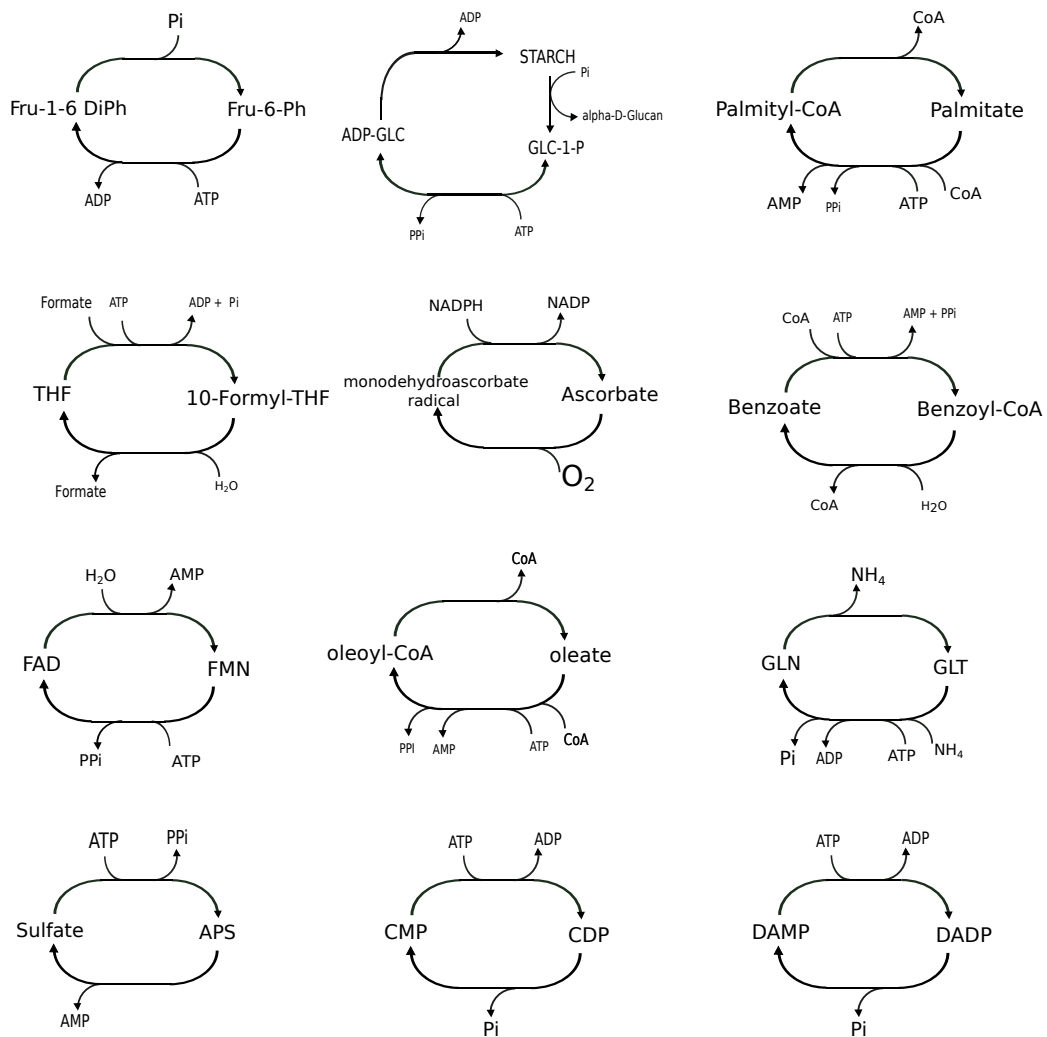 Pi
Fru-1-6 DiPh
Fru-6-Ph
ADP
ATP
ADP
STARCH
Pi
alpha-D-Glucan
ADP-GLC
GLC-1-P
PPi
ATP
CoA
Palmityl-CoA
Palmitate
AMP
PPi
ATP
CoA
Formate
ATP
ADP + Pi
THF
10-Formyl-THF
Formate
H2O
NADPH
NADP
monodehydroascorbate
radical
Ascorbate
O2
CoA
ATP
AMP + PPi
Benzoate
Benzoyl-CoA
CoA
H2O
H2O
AMP
FAD
FMN
PPi
ATP
CoA
oleoyl-CoA
oleate
PPI
AMP
ATP
CoA
NH4
GLN
GLT
Pi
ADP
ATP
NH4
ATP
PPi
Sulfate
APS
AMP
ATP
ADP
CMP
CDP
Pi
ATP
ADP
DAMP
DADP
Pi